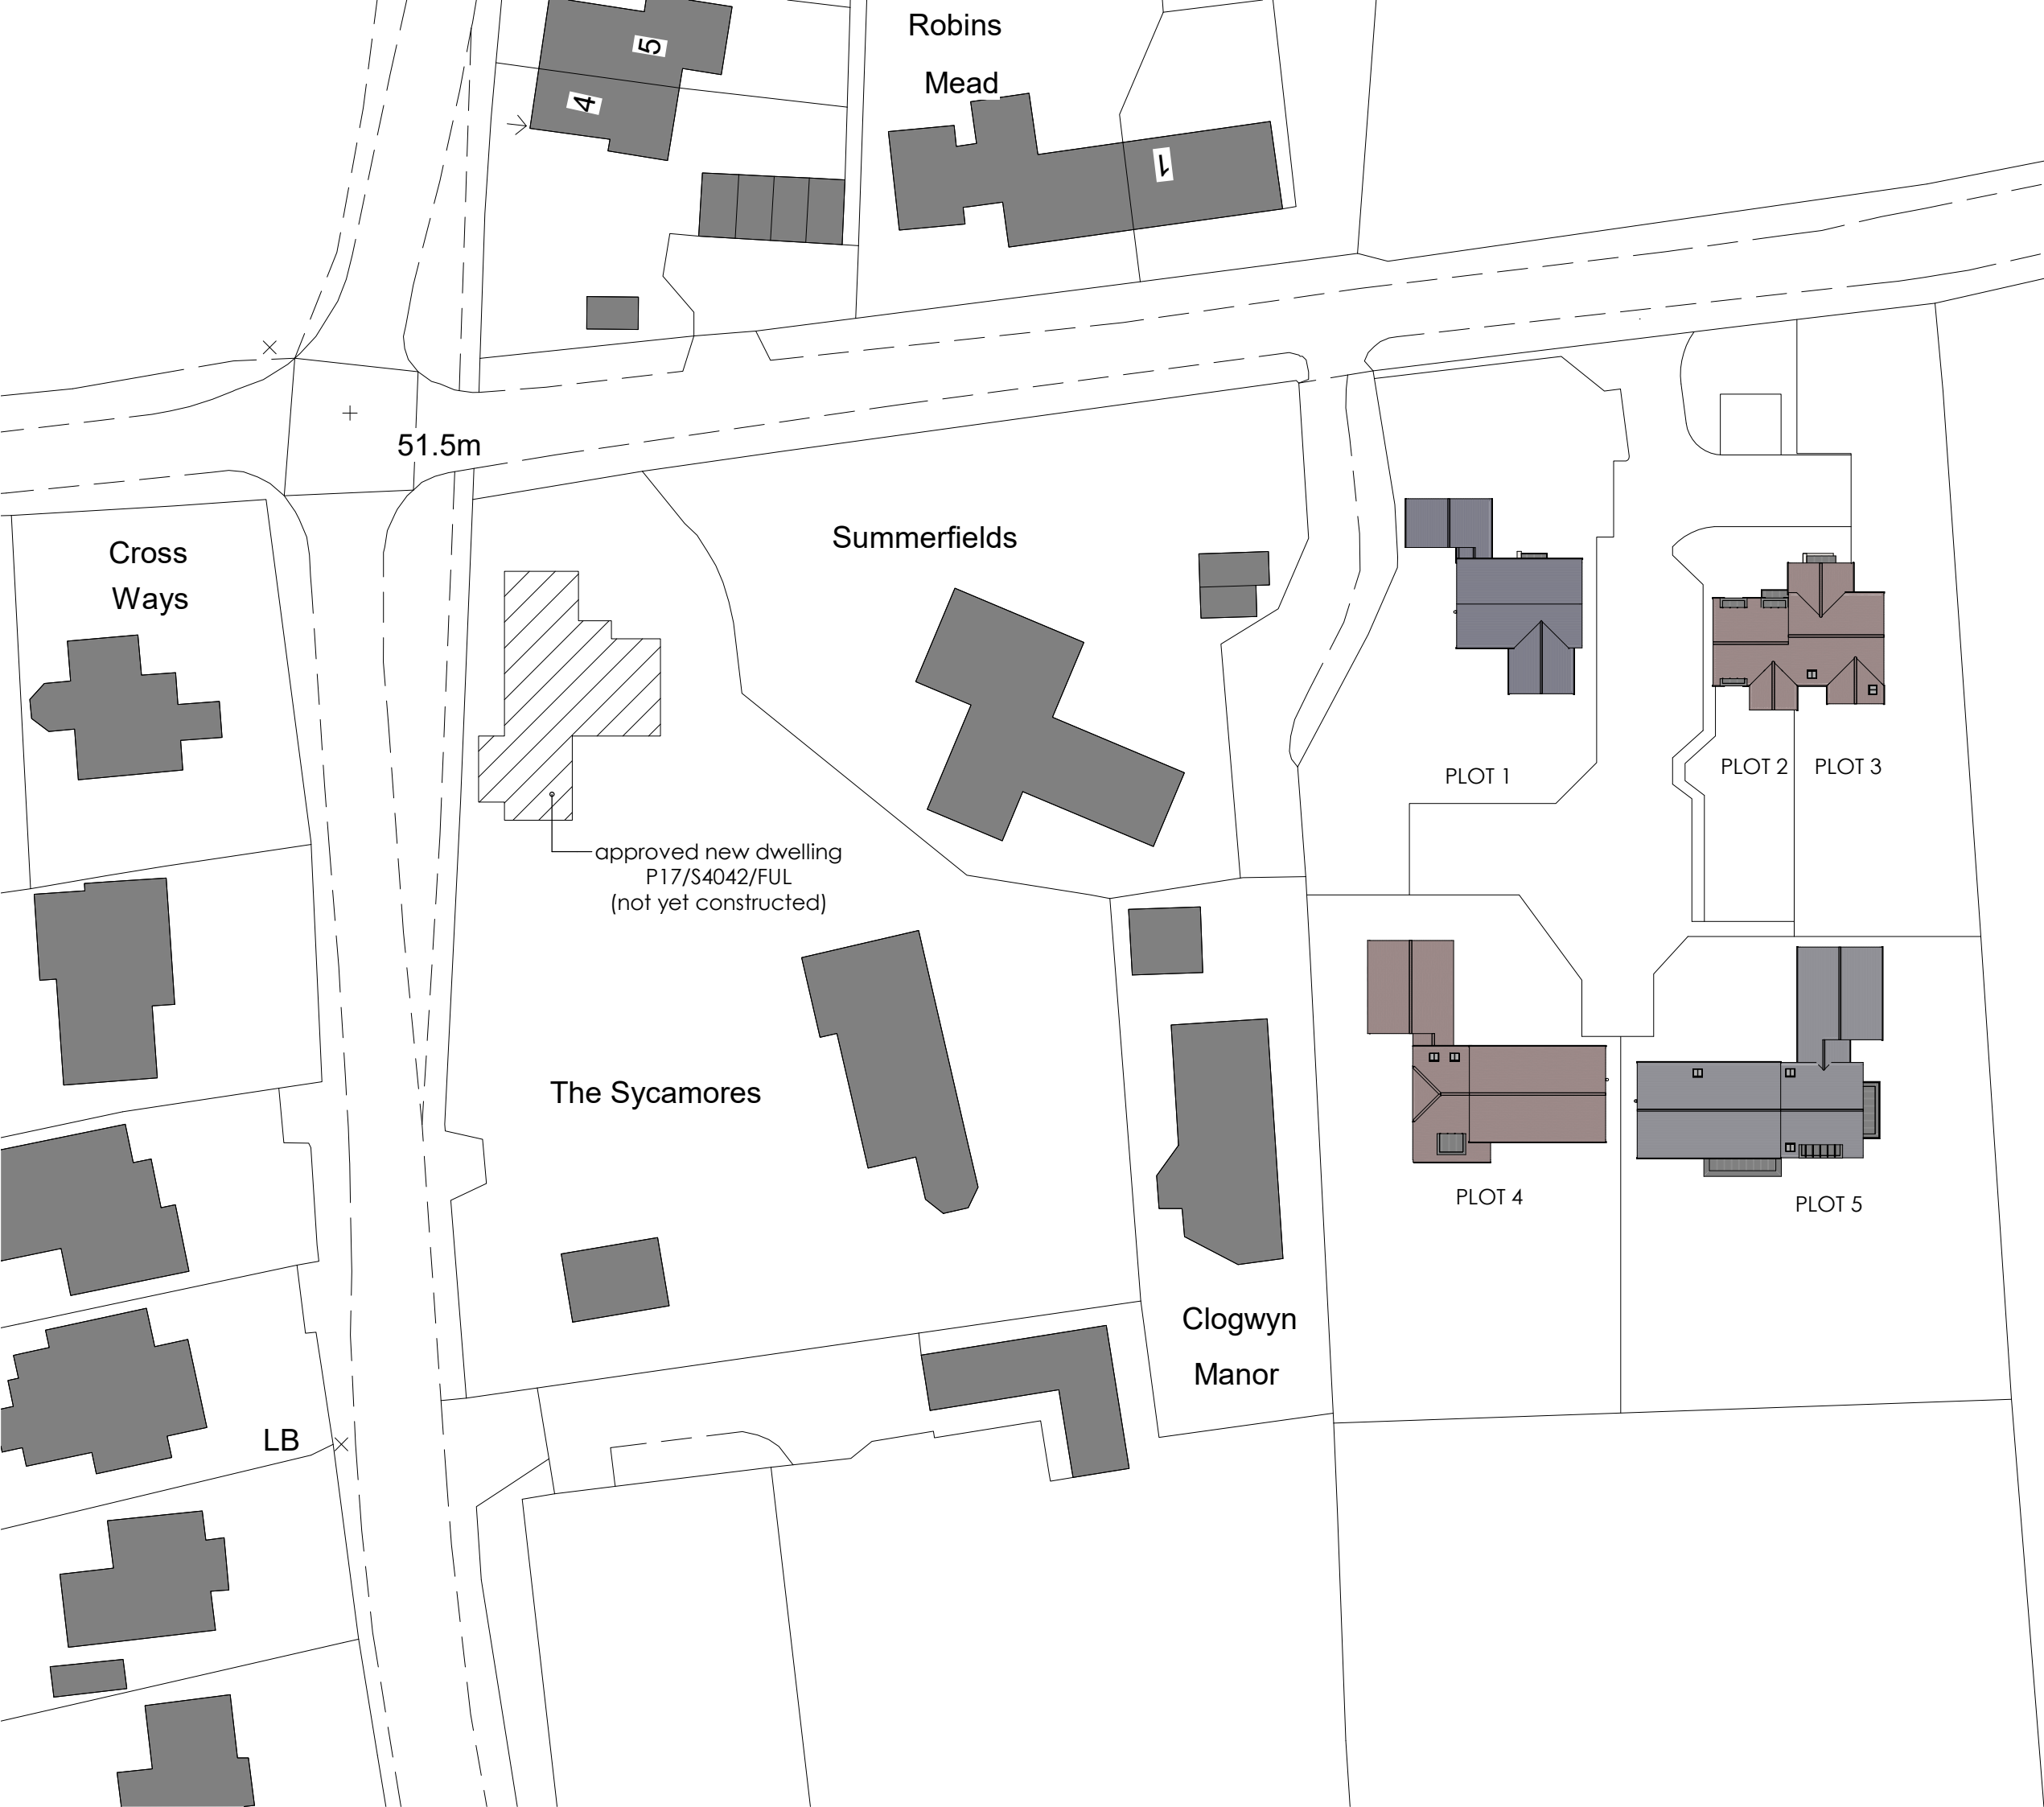 Robins
Mead
5
4
1
51.5m
Cross
Ways
Summerfields
PLOT 1
PLOT 2
PLOT 3
approved new dwelling
P17/S4042/FUL
(not yet constructed)
The Sycamores
PLOT 4
PLOT 5
Clogwyn
Manor
LB